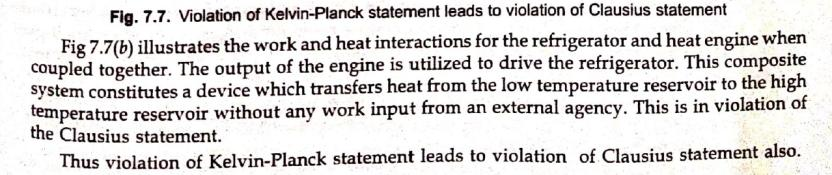 Fig. 7.7. Violation of Kelvin-Planck statement leads to violation of Clausius statement
Fig 7.7(b) illustrates the work and heat interactions for the refrigerator and heat engine when
coupled together. The output of the engine is utilized to drive the refrigerator. This composite
system constitutes a device which transfers heat from the low temperature reservoir to the high
temperature reservoir without any work input from an external agency. This is in violation of
the Clausius statement.
Thus violation of Kelvin-Planck statement leads to violation of Clausius statement also.